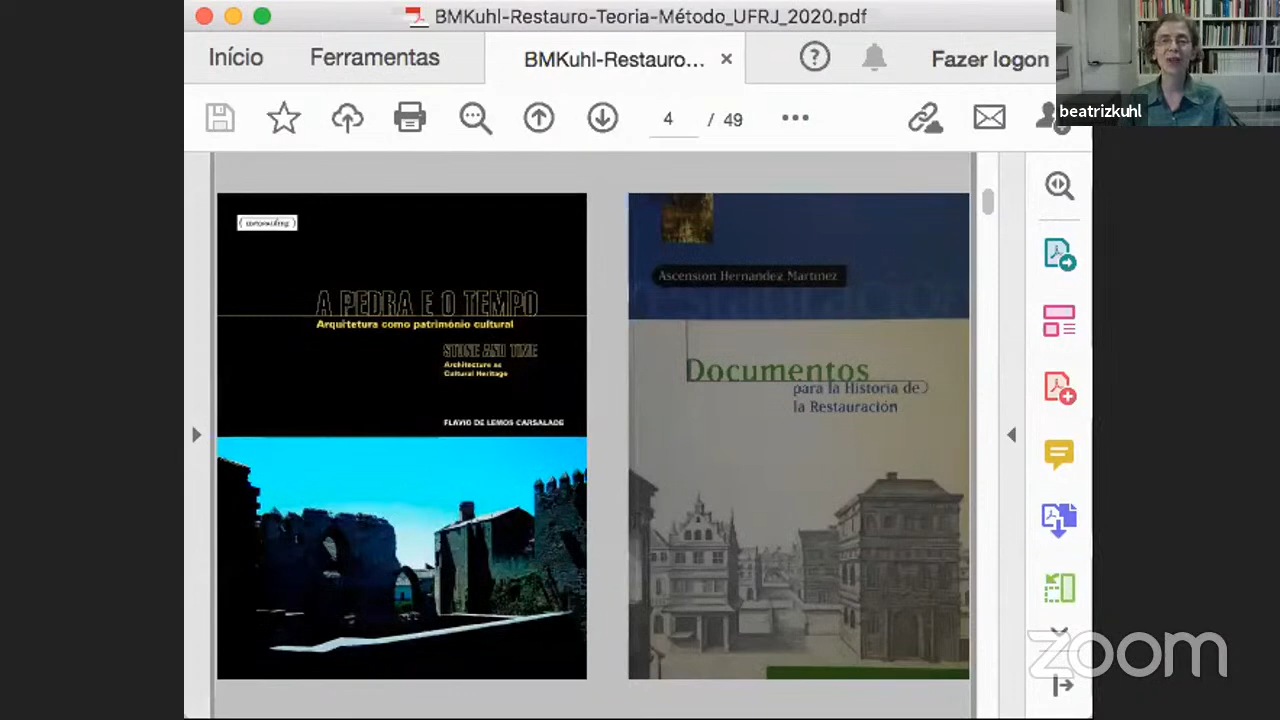 BMKuhl-Restauro-Teoria-Método_UFRJ_2020.pdf
Início
Ferramentas
BMKuhl-Restauro...
Fazer logon
beatrizkuhl
4 / 49
A PEDRA E O TEMPO
Arquitetura como patrimônio cultural
STONE AND TIME
Architecture as
Cultural Heritage
FLAVIO DE LEMOS CARSALADE
ASCENSION HERNANDEZ MARTINEZ
Documentos
para la Historia de
la Restauración
zoom